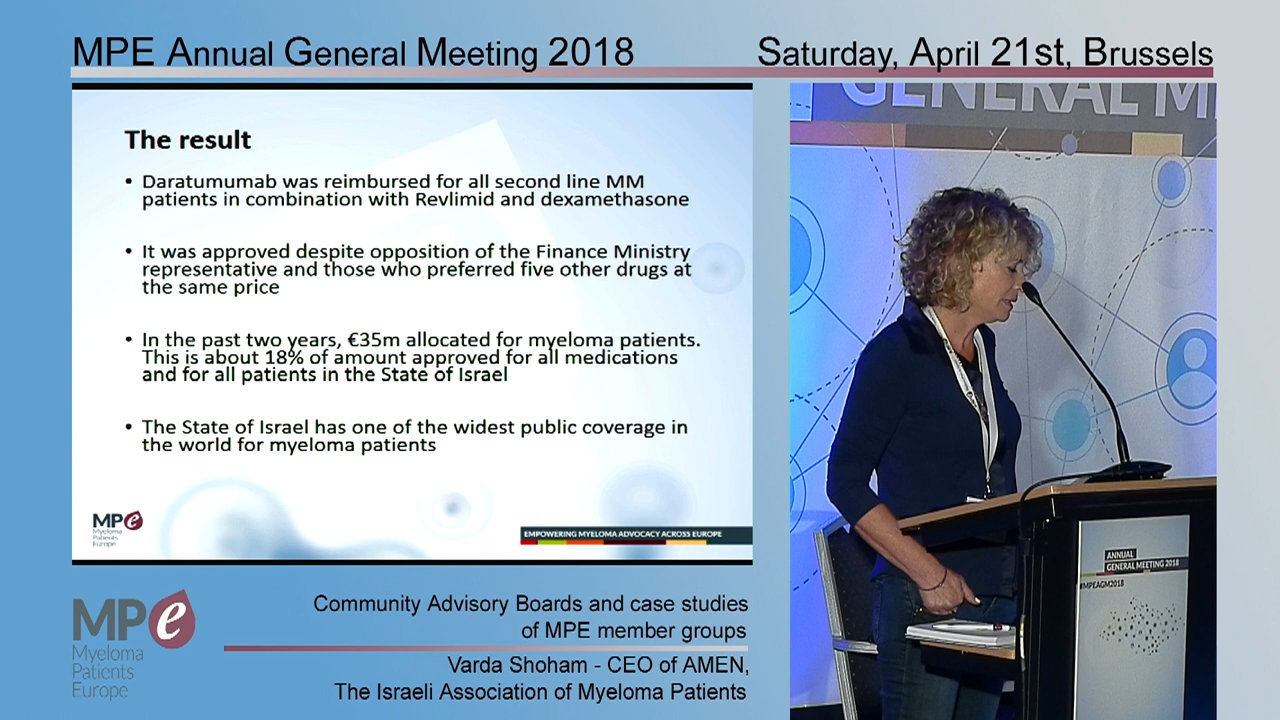 MPE Annual General Meeting 2018
Saturday, April 21st, Brussels
The result
• Daratumumab was reimbursed for all second line MM
patients in combination with Revlimid and dexamethasone
• It was approved despite opposition of the Finance Ministry
representative and those who preferred five other drugs at
the same price
• In the past two years, €35m allocated for myeloma patients.
This is about 18% of amount approved for all medications
and for all patients in the State of Israel
• The State of Israel has one of the widest public coverage in
the world for myeloma patients
MPe
Myeloma
Patients
Europe
EMPOWERING MYELOMA ADVOCACY ACROSS EUROPE
GENERAL M
ANNUAL
GENERAL MEETING 2018
#MPEAGM2018
MPe
Myeloma
Patients
Europe
Community Advisory Boards and case studies
of MPE member groups
Varda Shoham - CEO of AMEN,
The Israeli Association of Myeloma Patients